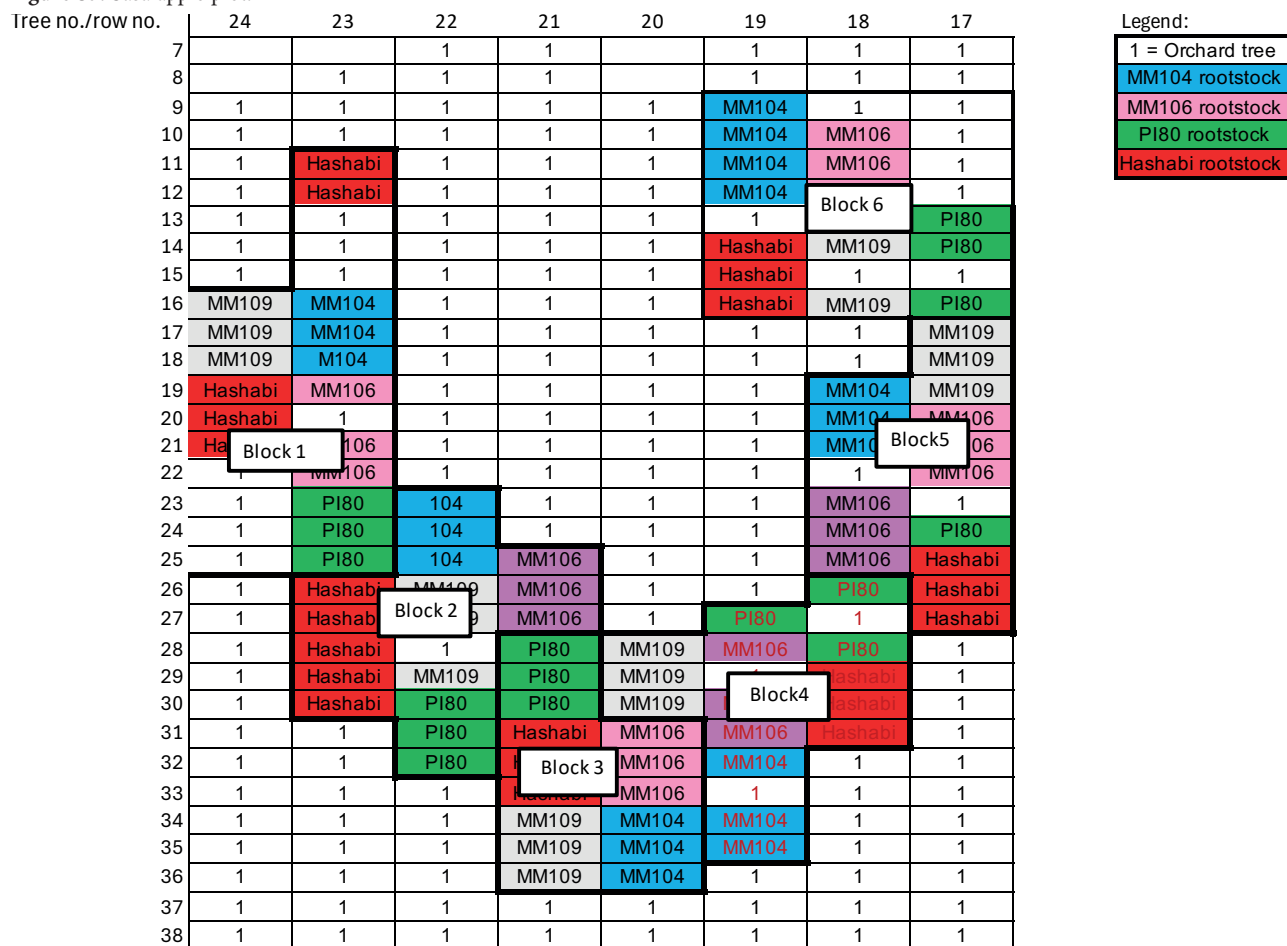 Tree no./row no. 24 23 22 21 20 19 18 17
7 1 1 1 1 1
8 1 1 1 1 1 1
9 1 1 1 1 1 MM104 1 1
10 1 1 1 1 1 MM104 MM106 1
11 1 Hashabi 1 1 1 MM104 MM106 1
12 1 Hashabi 1 1 1 MM104 1
Block 6
13 1 1 1 1 1 1 PI80
14 1 1 1 1 1 Hashabi MM109 PI80
15 1 1 1 1 1 Hashabi 1 1
16 MM109 MM104 1 1 1 Hashabi MM109 PI80
17 MM109 MM104 1 1 1 1 1 MM109
18 MM109 M104 1 1 1 1 1 MM109
19 Hashabi MM106 1 1 1 1 MM104 MM109
20 Hashabi 1 1 1 1 1 MM104 MM106
21 Block 1 1 1 1 1 Block5
22 1 MM106 1 1 1 1 1 MM106
23 1 PI80 104 1 1 1 MM106 1
24 1 PI80 104 1 1 1 MM106 PI80
25 1 PI80 104 MM106 1 1 MM106 Hashabi
26 1 Hashabi MM109 MM106 1 1 PI80 Hashabi
27 1 Block 2 MM106 1 PI80 1 Hashabi
28 1 Hashabi 1 PI80 MM109 MM106 PI80 1
29 1 Hashabi MM109 PI80 MM109 Hashabi 1
30 1 Hashabi PI80 PI80 MM109 Block4 1
31 1 1 PI80 Hashabi MM106 MM106 Hashabi 1
32 1 1 PI80 Block 3 MM106 MM104 1 1
33 1 1 1 Hashabi MM106 1 1 1
34 1 1 1 MM109 MM104 MM104 1 1
35 1 1 1 MM109 MM104 MM104 1 1
36 1 1 1 MM109 MM104 1 1 1
37 1 1 1 1 1 1 1 1
38 1 1 1 1 1 1 1 1
Legend:
1 = Orchard tree
MM104 rootstock
MM106 rootstock
PI80 rootstock
Hashabi rootstock